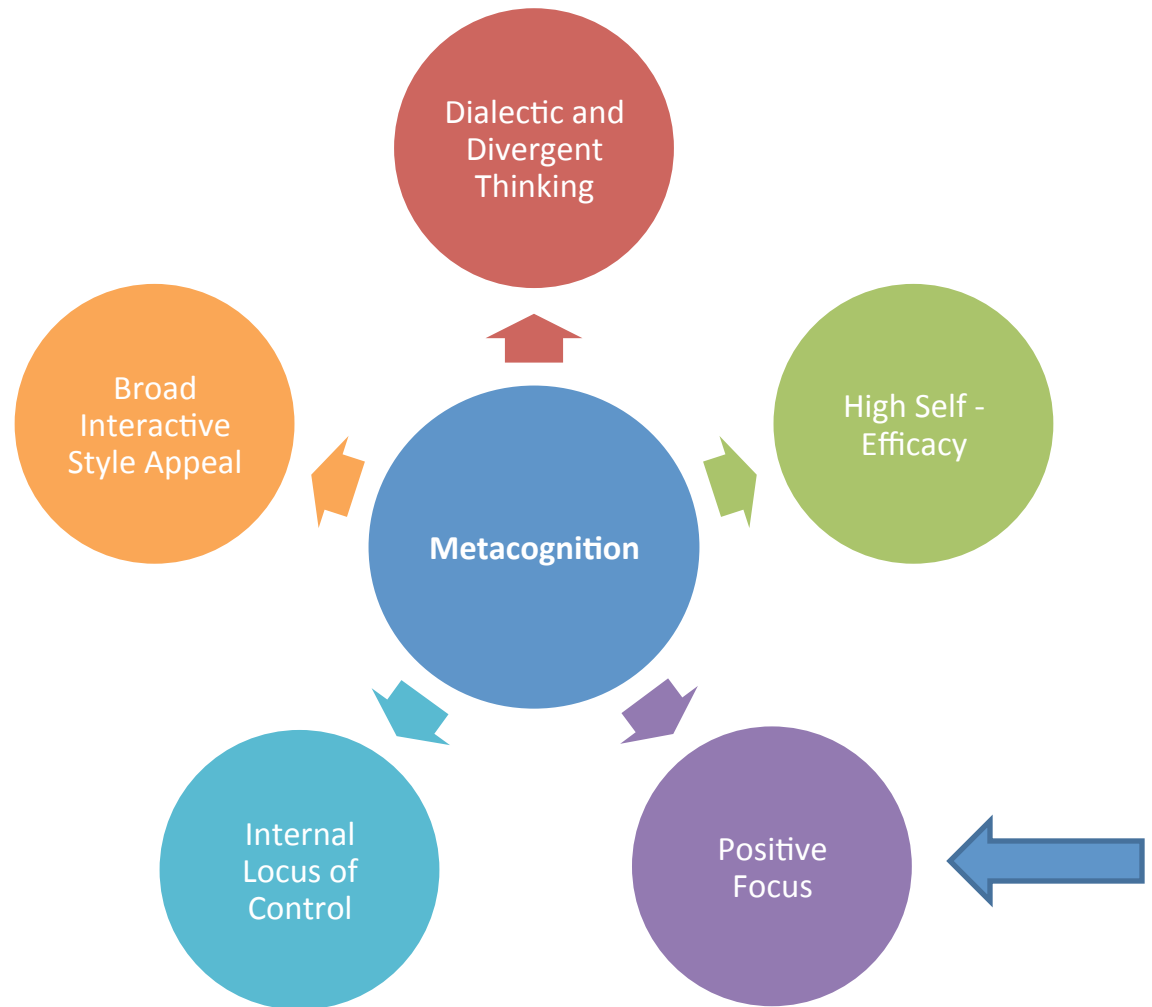 Dialectic and
Divergent
Thinking
Broad
Interactive
Style Appeal
High Self -
Efficacy
Metacognition
Internal
Locus of
Control
Positive
Focus